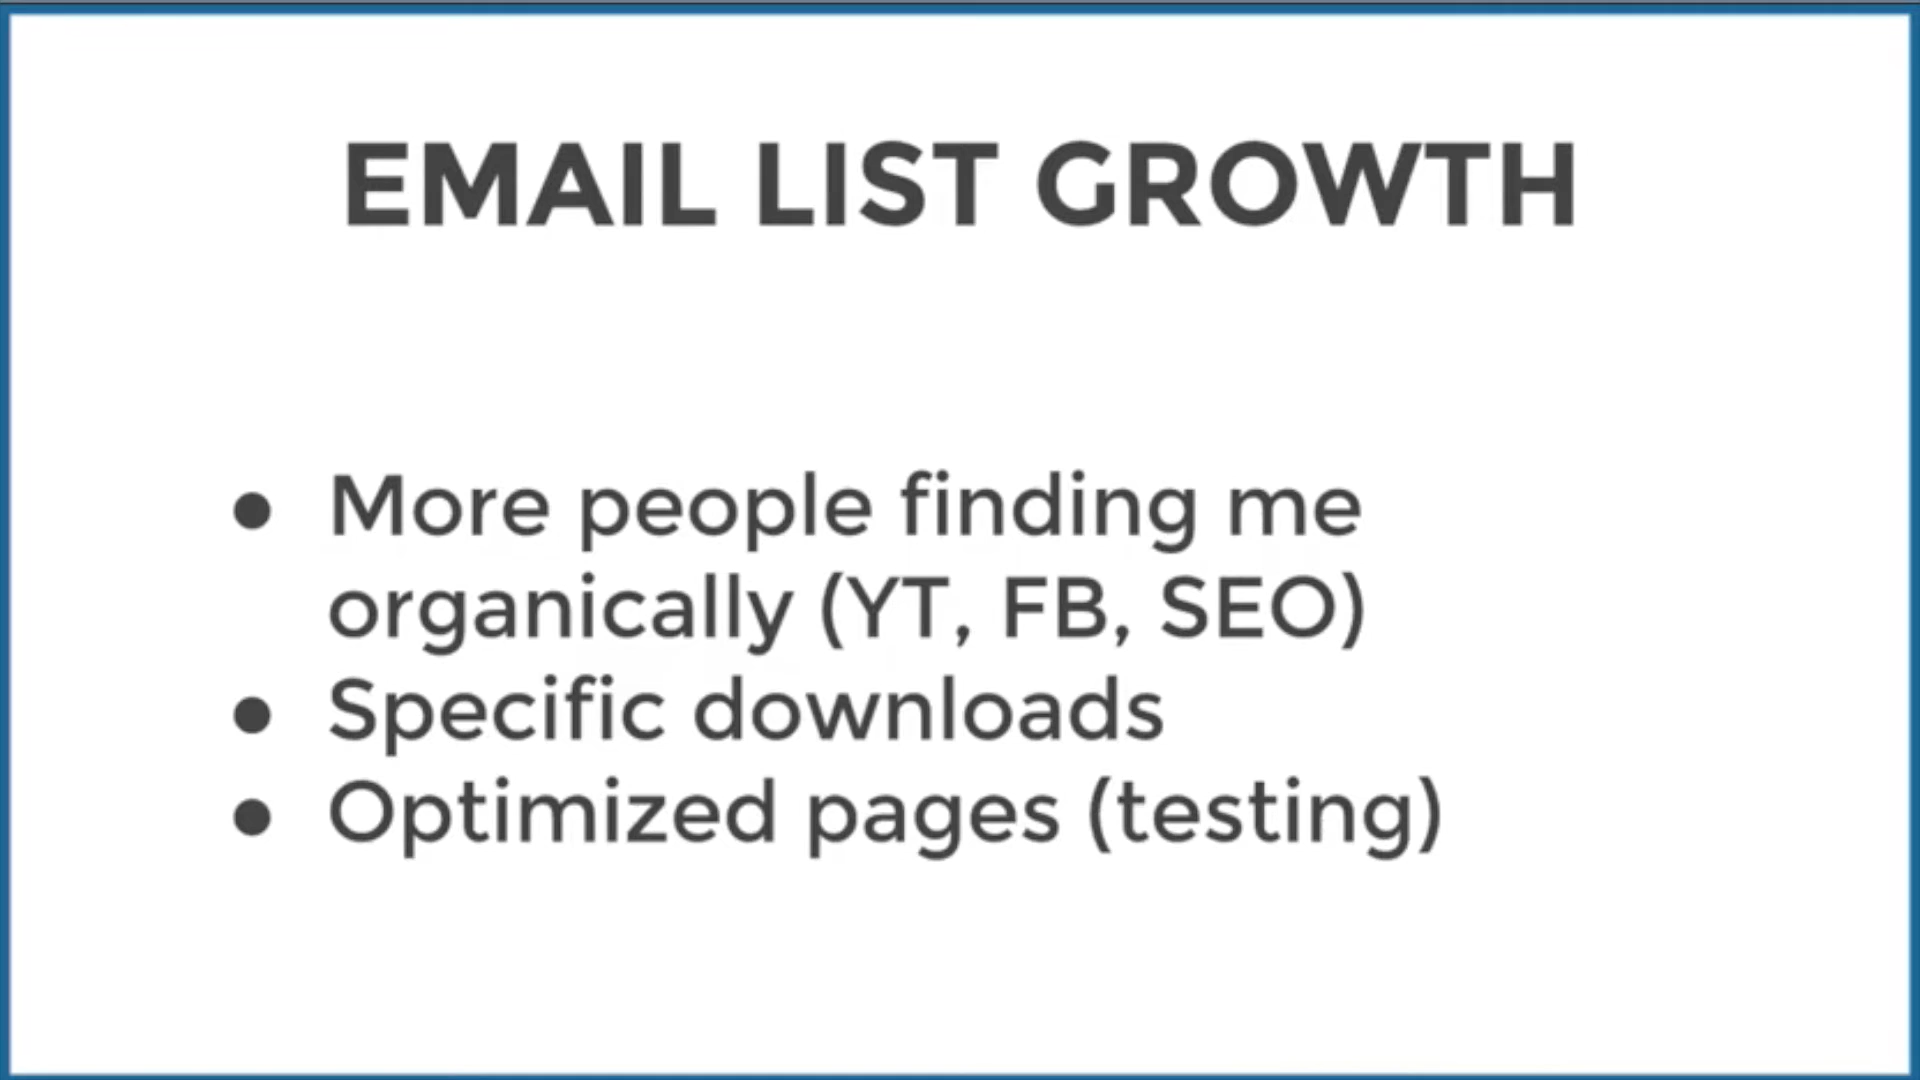 EMAIL LIST GROWTH
● More people finding me
organically (YT, FB, SEO)
● Specific downloads
● Optimized pages (testing)